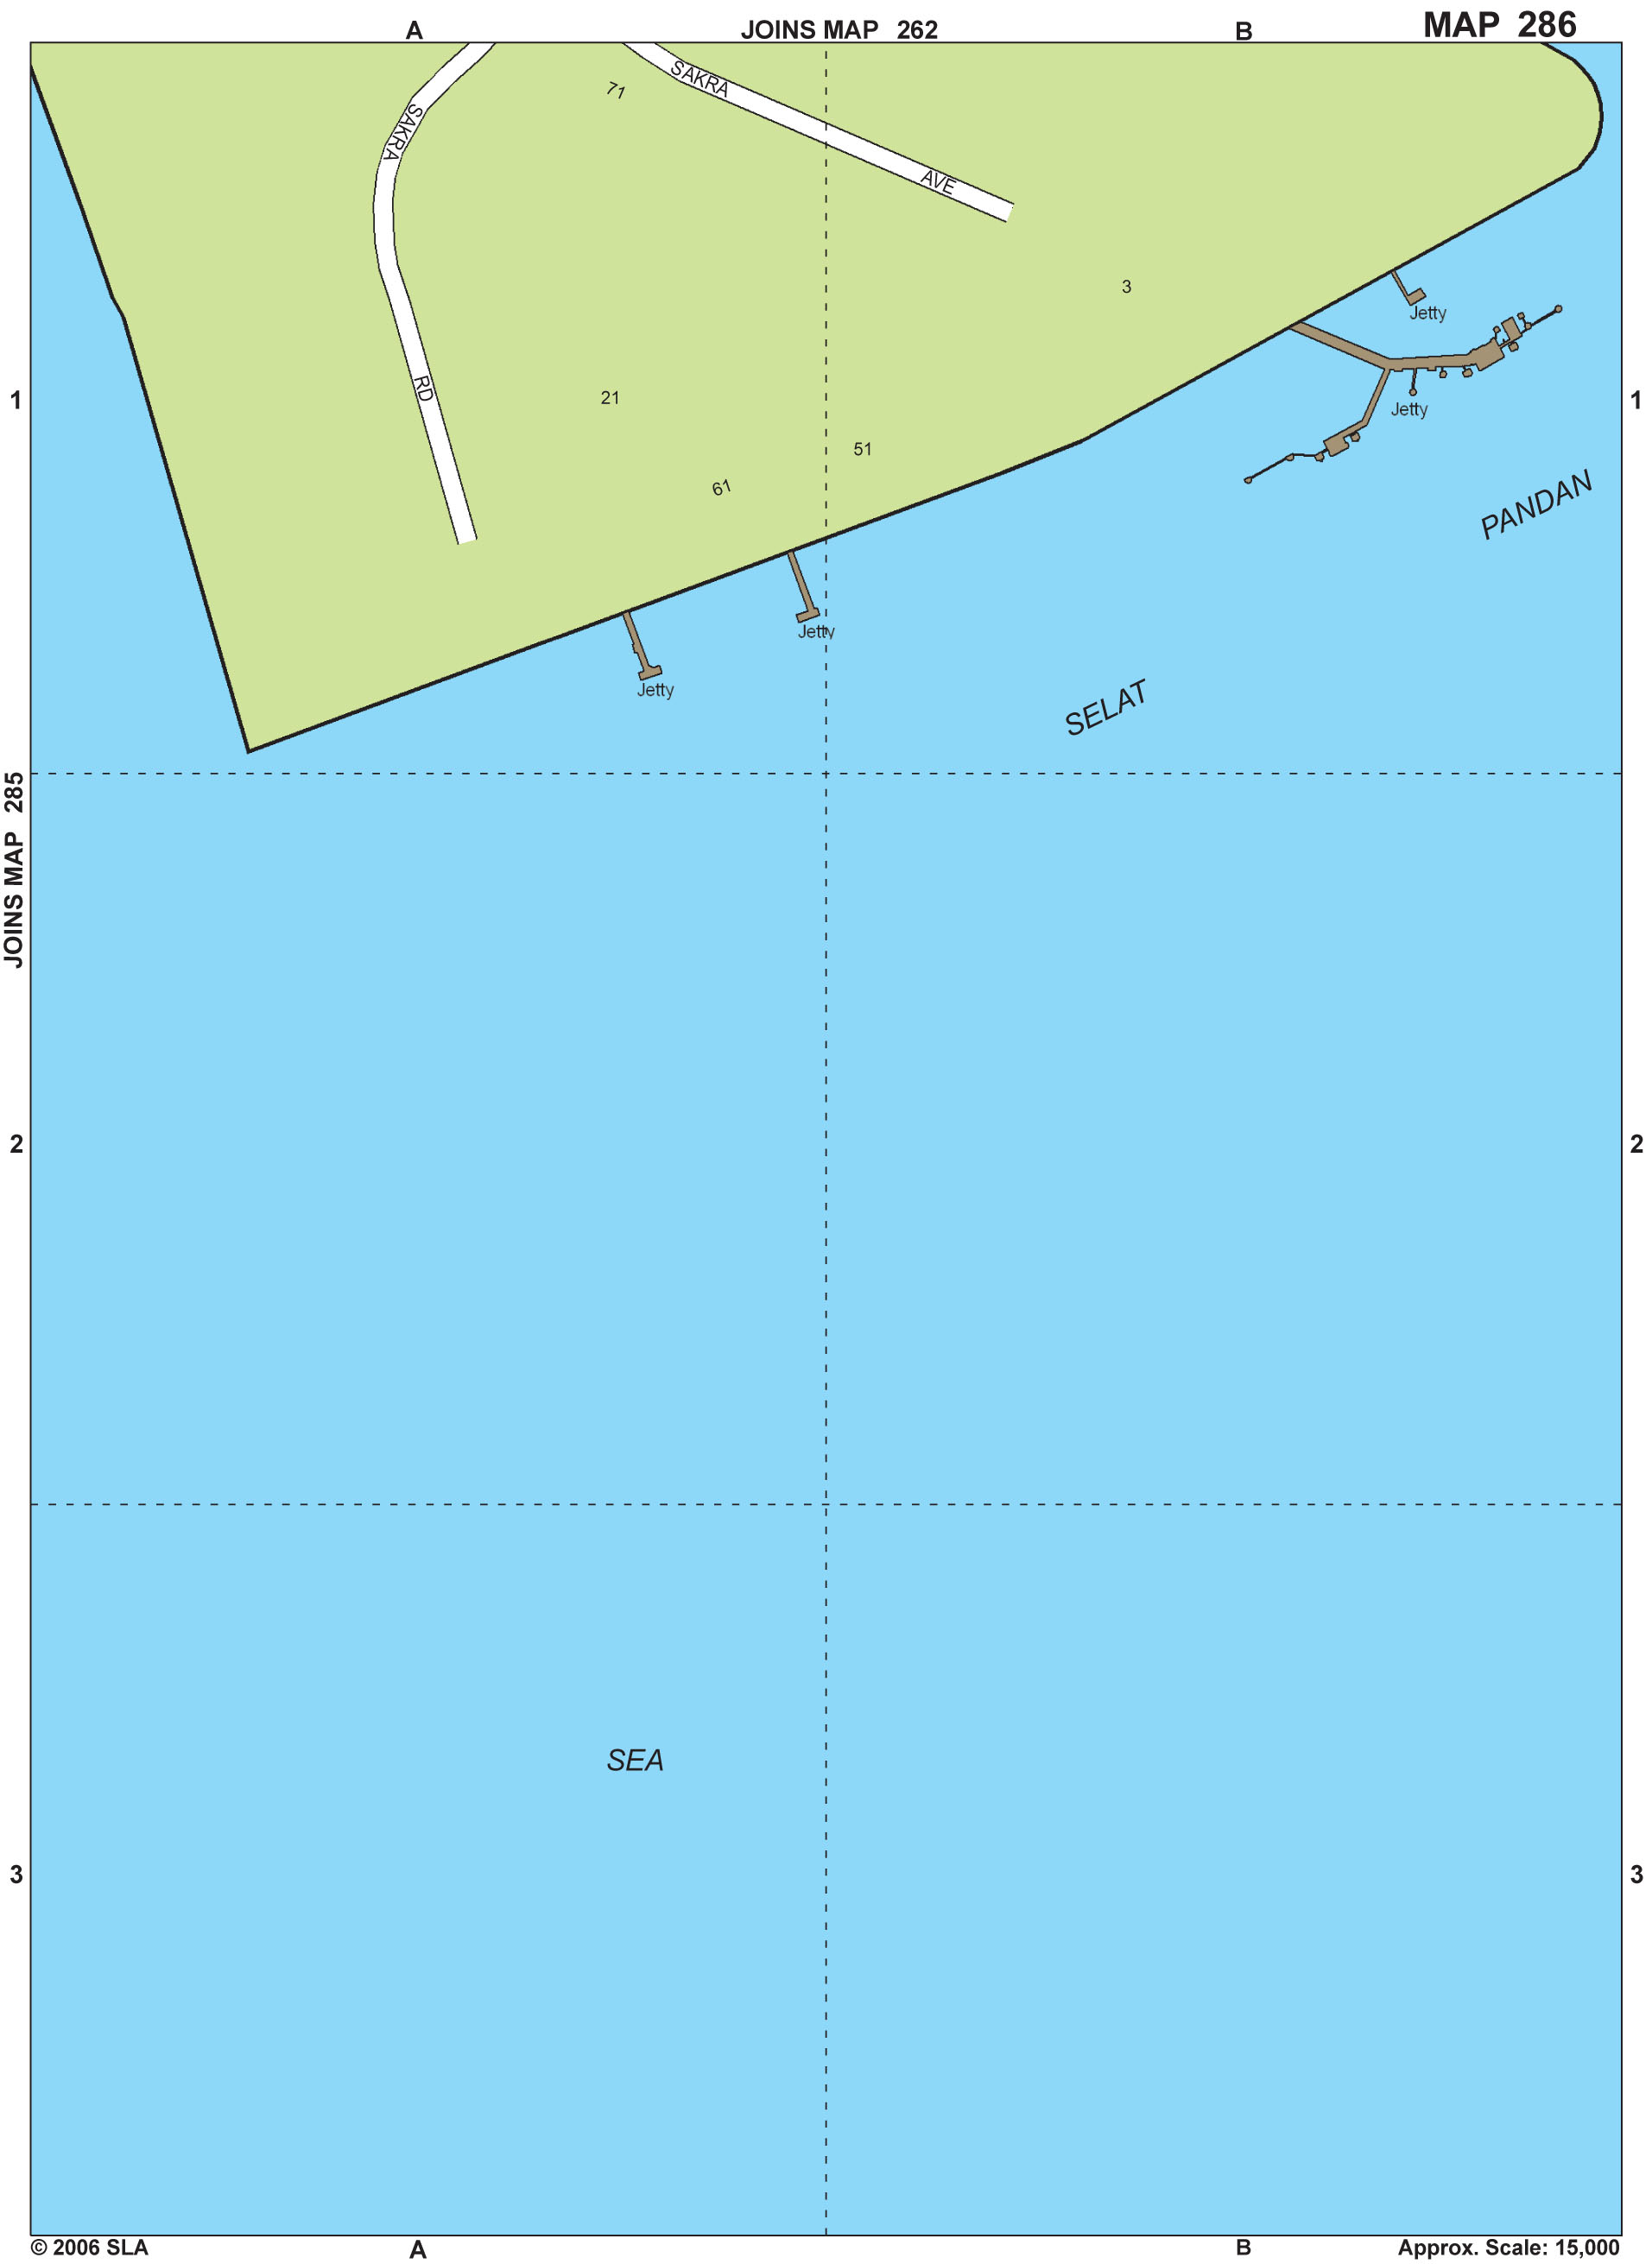 A JOINS MAP 262 B MAP 286
SAKRA
71
SAKRA
AVE
3
Jetty
1
RD
21
Jetty
1
51
61
PANDAN
Jetty
Jetty
SELAT
JOINS MAP 285
2
2
SEA
3
3
© 2006 SLA A B Approx. Scale: 15,000